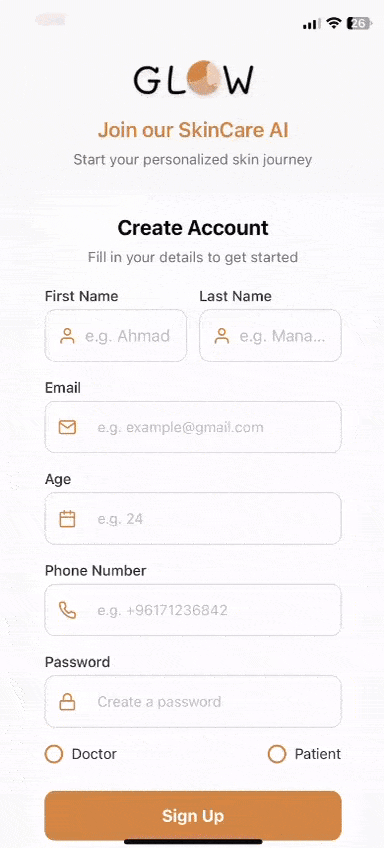 26
GLOW
Join our SkinCare AI
Start your personalized skin journey
Create Account
Fill in your details to get started
First Name Last Name
e.g. Ahmad e.g. Mana...
Email
e.g. example@gmail.com
Age
e.g. 24
Phone Number
e.g. +96171236842
Password
Create a password
Doctor Patient
Sign Up